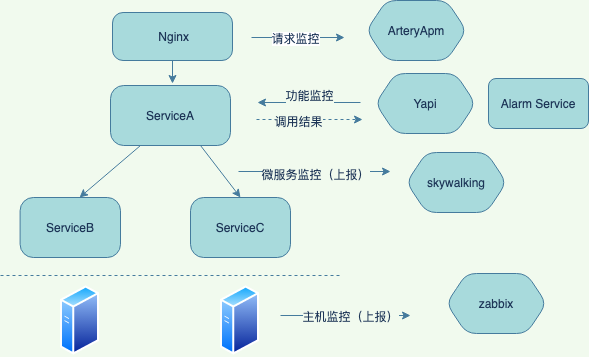 Nginx
请求监控
ArteryApm
ServiceA
功能监控
调用结果
Yapi
Alarm Service
微服务监控（上报）
skywalking
ServiceB
ServiceC
主机监控（上报）
zabbix